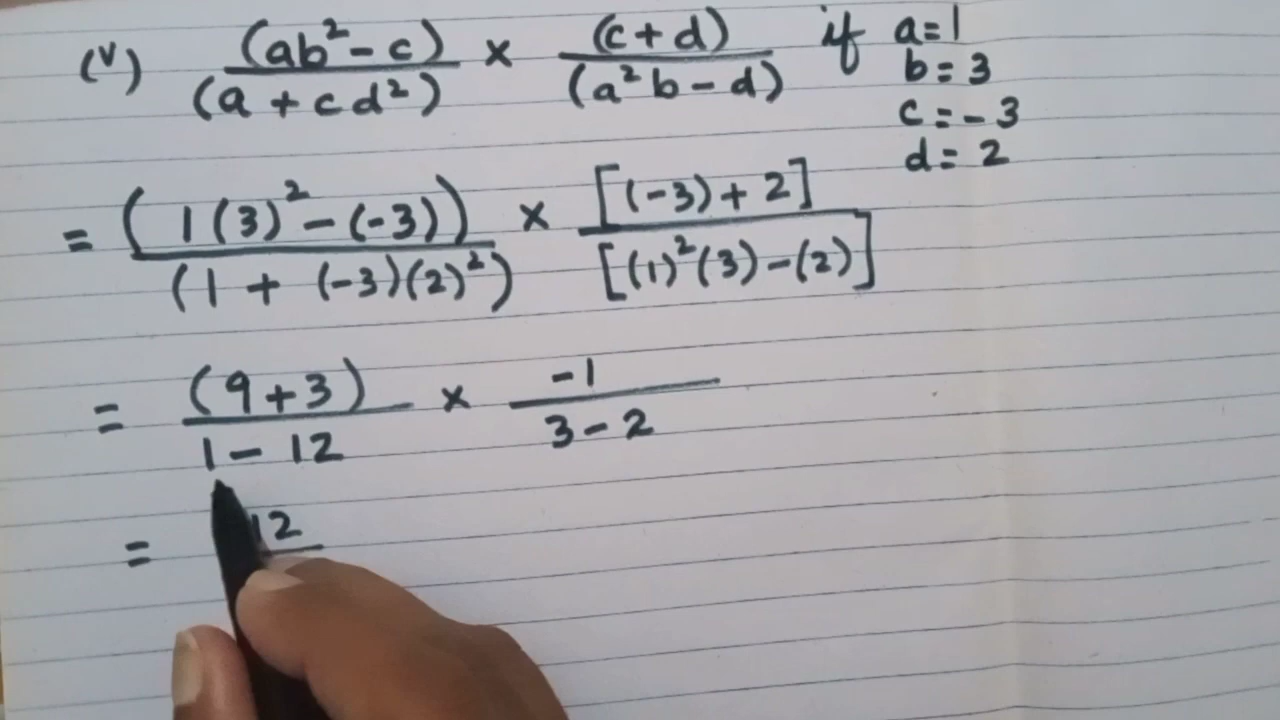 (v) (ab² - c) / (a + cd²) × (c + d) / (a²b - d) if a = 1
b = 3
c = -3
d = 2
= (1(3)² - (-3)) / (1 + (-3)(2)²) × [(-3) + 2] / [(1)²(3) - (2)]
= (9 + 3) / 1 - 12 × -1 / 3 - 2
= 12